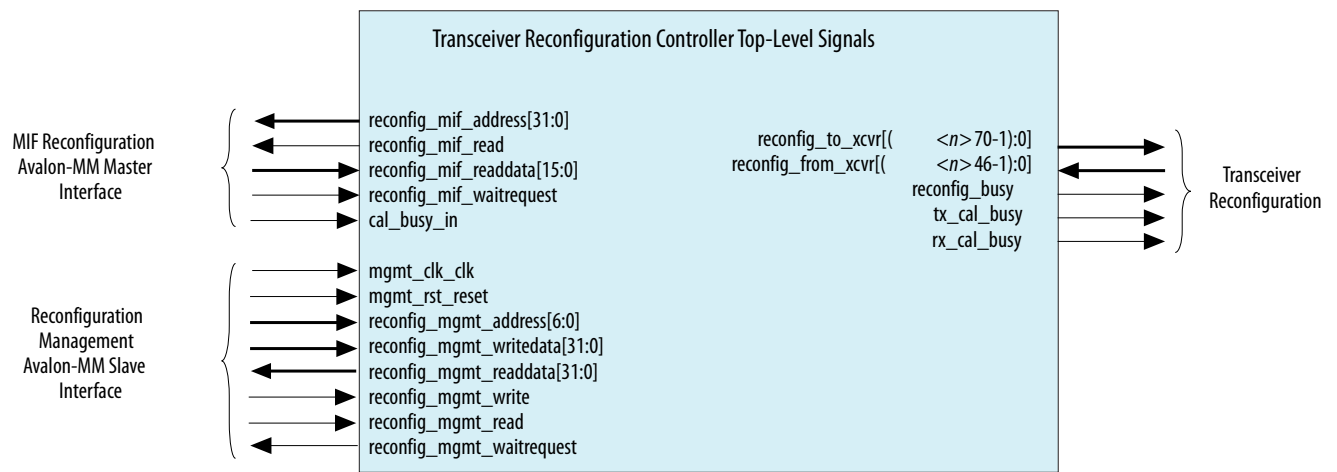 Transceiver Reconfiguration Controller Top-Level Signals
MIF Reconfiguration
Avalon-MM Master
Interface
reconfig_mif_address[31:0]
reconfig_mif_read
reconfig_mif_readdata[15:0]
reconfig_mif_waitrequest
cal_busy_in
Reconfiguration
Management
Avalon-MM Slave
Interface
mgmt_clk_clk
mgmt_rst_reset
reconfig_mgmt_address[6:0]
reconfig_mgmt_writedata[31:0]
reconfig_mgmt_readdata[31:0]
reconfig_mgmt_write
reconfig_mgmt_read
reconfig_mgmt_waitrequest
reconfig_to_xcvr[( <n>70-1):0]
reconfig_from_xcvr[( <n>46-1):0]
reconfig_busy
tx_cal_busy
rx_cal_busy
Transceiver
Reconfiguration